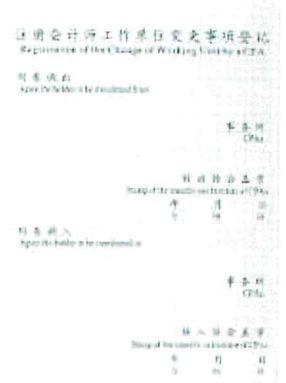 注册会计师工作单位变更事项登记
Registration of the Change of Working Unit by a CPA
同意调出
Agree the holder to be transferred from
事务所
CPAs
转出协会盖章
Stamp of the transfer-out Institute of CPAs
年 月 日
同意调入
Agree the holder to be transferred to
事务所
CPAs
转入协会盖章
Stamp of the transfer-in Institute of CPAs
年 月 日